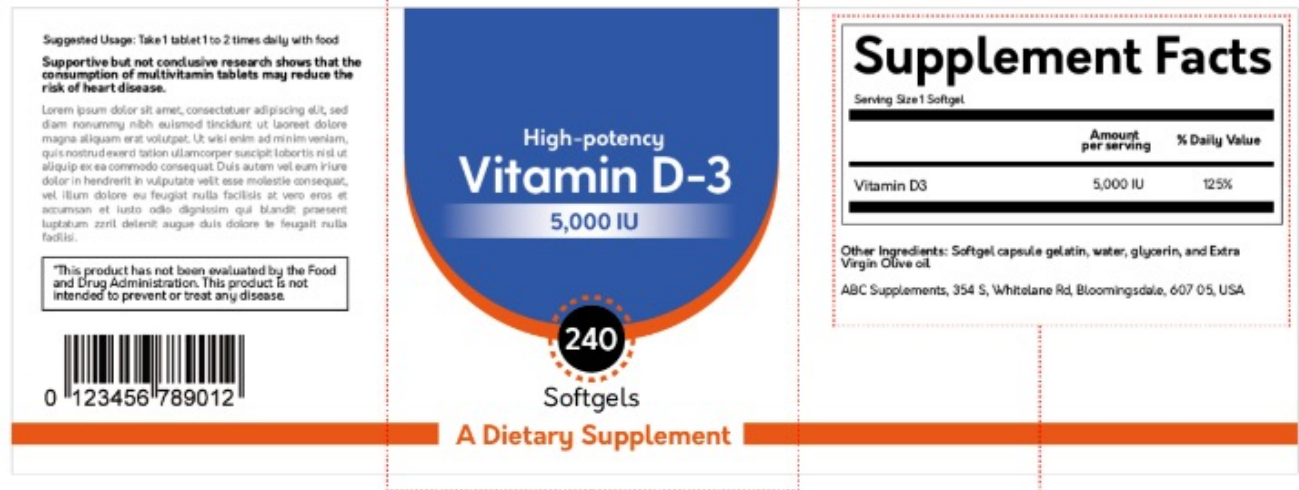 Suggested Usage: Take 1 tablet 1 to 2 times daily with food
Supportive but not conclusive research shows that the
consumption of multivitamin tablets may reduce the
risk of heart disease.
Lorem ipsum dolor sit amet, consectetuer adipiscing elit, sed
diam nonummy nibh euismod tincidunt ut laoreet dolore
magna aliquam erat volutpat. Ut wisi enim ad minim veniam,
quis nostrud exerci tation ullamcorper suscipit lobortis nisl ut
aliquip ex ea commodo consequat. Duis autem vel eum iriure
dolor in hendrerit in vulputate velit esse molestie consequat,
vel illum dolore eu feugiat nulla facilisis at vero eros et
accumsan et iusto odio dignissim qui blandit praesent
luptatum zzril delenit augue duis dolore te feugait nulla
facilisi.
*This product has not been evaluated by the Food
and Drug Administration. This product is not
intended to prevent or treat any disease.
0 123456 789012
High-potency
Vitamin D-3
5,000 IU
240
Softgels
A Dietary Supplement
Supplement Facts
Serving Size 1 Softgel
Amount
per serving
% Daily Value
Vitamin D3 5,000 IU 125%
Other Ingredients: Softgel capsule gelatin, water, glycerin, and Extra
Virgin Olive oil
ABC Supplements, 354 S, Whitelane Rd, Bloomingsdale, 607 05, USA